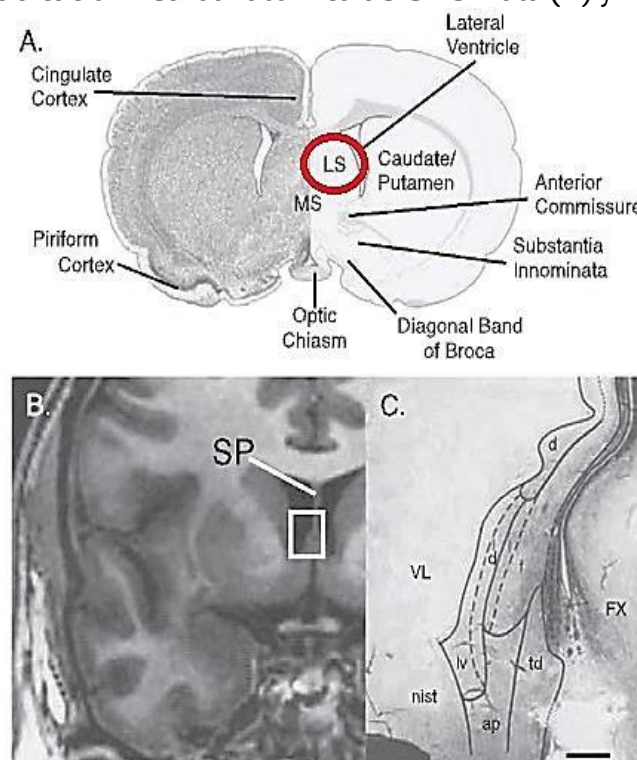 A.
Lateral
Ventricle
Cingulate
Cortex
LS
Caudate/
Putamen
MS
Anterior
Commissure
Piriform
Cortex
Substantia
Innominata
Optic
Chiasm
Diagonal Band
of Broca
B.
SP
C.
d
d
f
VL
FX
lv
td
nist
ap